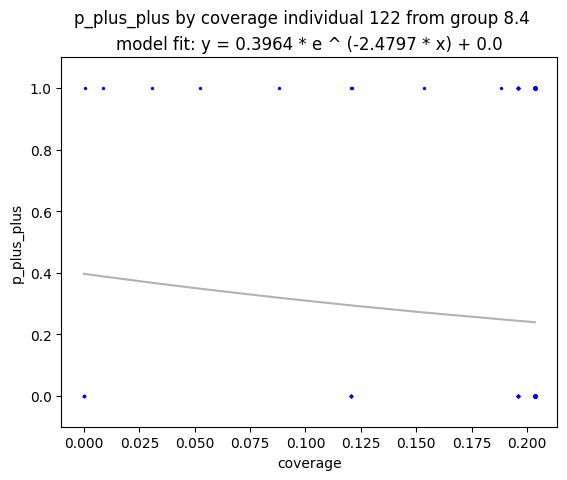 p_plus_plus by coverage individual 122 from group 8.4
model fit: y = 0.3964 * e ^ (-2.4797 * x) + 0.0
1.0
0.8
0.6
0.4
0.2
0.0
p_plus_plus
0.000 0.025 0.050 0.075 0.100 0.125 0.150 0.175 0.200
coverage